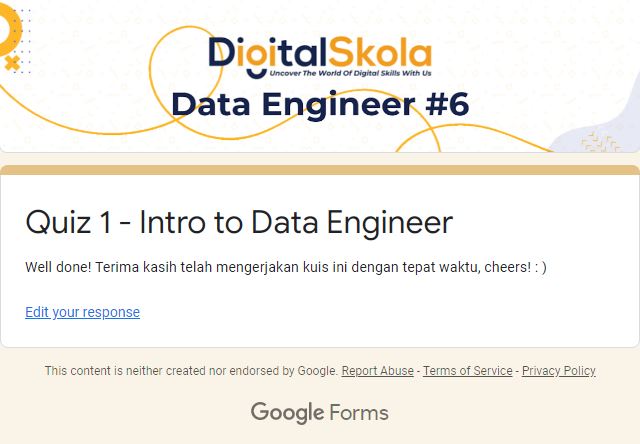 DigitalSkola
Uncover The World Of Digital Skills With Us
Data Engineer #6
Quiz 1 - Intro to Data Engineer
Well done! Terima kasih telah mengerjakan kuis ini dengan tepat waktu, cheers! : )
Edit your response
This content is neither created nor endorsed by Google. Report Abuse - Terms of Service - Privacy Policy
Google Forms